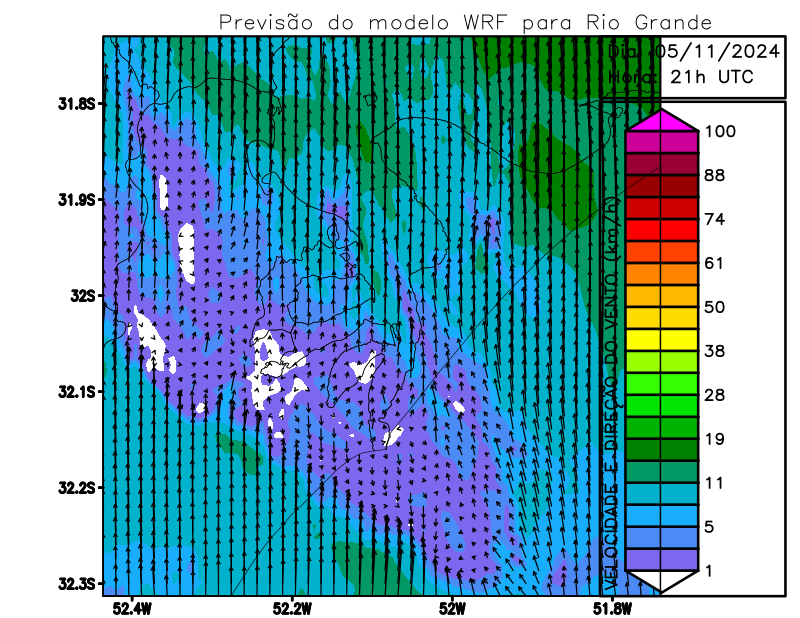 Previsão do modelo WRF para Rio Grande
Dia: 05/11/2024
Hora: 21h UTC
31.8S
31.9S
32S
32.1S
32.2S
32.3S
52.4W
52.2W
52W
51.8W
VELOCIDADE E DIREÇÃO DO VENTO (km/h)
100
88
74
61
50
38
28
19
11
5
1